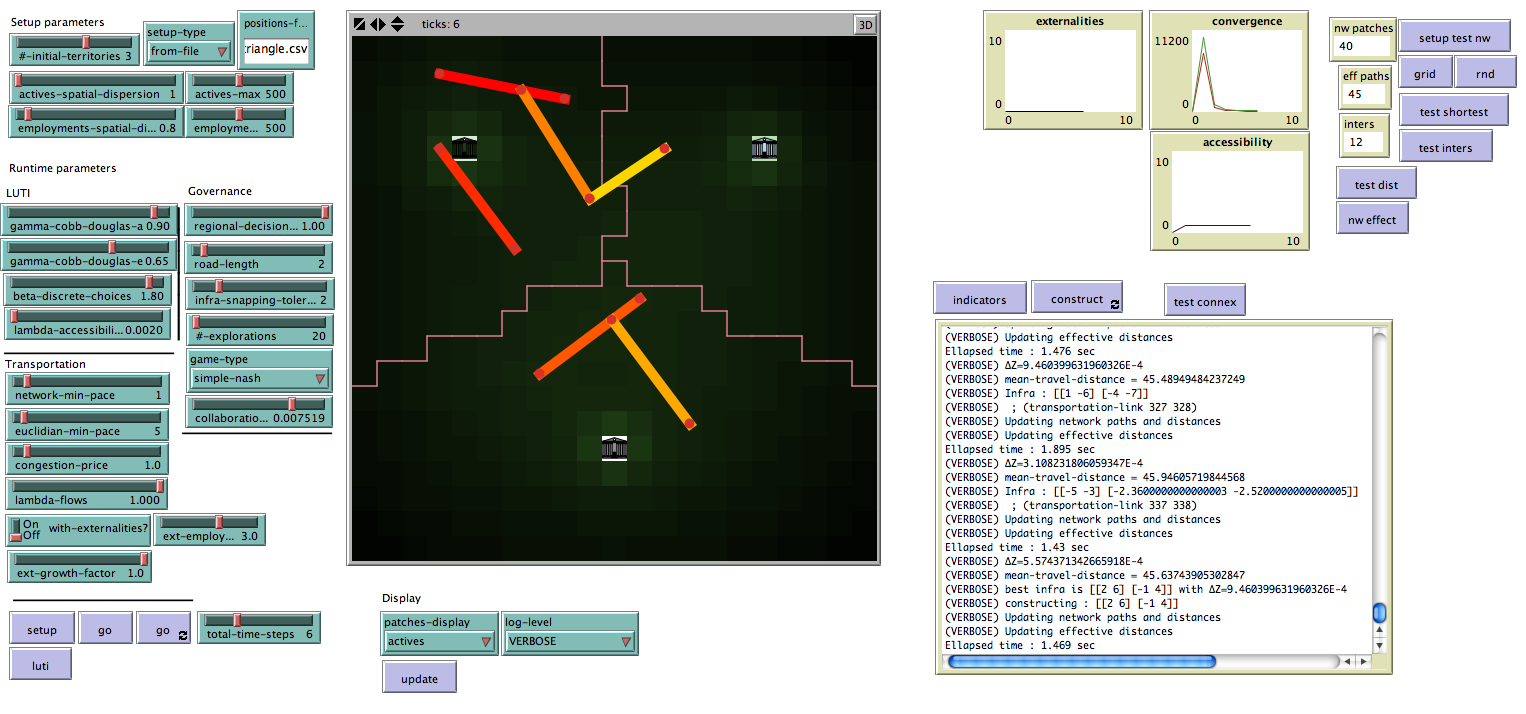 Setup parameters
#-initial-territories 3
setup-type
from-file
positions-f...
triangle.csv
actives-spatial-dispersion 1
actives-max 500
employments-spatial-di... 0.8
employme... 500
Runtime parameters
LUTI
gamma-cobb-douglas-a 0.90
gamma-cobb-douglas-e 0.65
beta-discrete-choices 1.80
lambda-accessibili... 0.0020
Governance
regional-decision... 1.00
road-length 2
infra-snapping-toler... 2
#-explorations 20
game-type
simple-nash
collaboratio... 0.007519
Transportation
network-min-pace 1
euclidian-min-pace 5
congestion-price 1.0
lambda-flows 1.000
On
Off
with-externalities?
ext-employ... 3.0
ext-growth-factor 1.0
setup
go
go
total-time-steps 6
luti
ticks: 6
3D
Display
patches-display
actives
log-level
VERBOSE
update
externalities
10
0
0
10
convergence
11200
0
0
10
accessibility
10
0
0
10
nw patches
40
eff paths
45
inters
12
setup test nw
grid
rnd
test shortest
test inters
test dist
nw effect
indicators
construct
test connex
(VERBOSE) Updating effective distances
Ellapsed time : 1.476 sec
(VERBOSE) ΔZ=9.460399631960326E-4
(VERBOSE) mean-travel-distance = 45.48949484237249
(VERBOSE) Infra : [[1 -6] [-4 -7]]
(VERBOSE)  ; (transportation-link 327 328)
(VERBOSE) Updating network paths and distances
(VERBOSE) Updating effective distances
Ellapsed time : 1.895 sec
(VERBOSE) ΔZ=3.108231806059347E-4
(VERBOSE) mean-travel-distance = 45.94605719844568
(VERBOSE) Infra : [[-5 -3] [-2.3600000000000003 -2.5200000000000005]]
(VERBOSE)  ; (transportation-link 337 338)
(VERBOSE) Updating network paths and distances
(VERBOSE) Updating effective distances
Ellapsed time : 1.43 sec
(VERBOSE) ΔZ=5.574371342665918E-4
(VERBOSE) mean-travel-distance = 45.63743905302847
(VERBOSE) best infra is [[2 6] [-1 4]] with ΔZ=9.460399631960326E-4
(VERBOSE) constructing : [[2 6] [-1 4]]
(VERBOSE) Updating network paths and distances
(VERBOSE) Updating effective distances
Ellapsed time : 1.469 sec